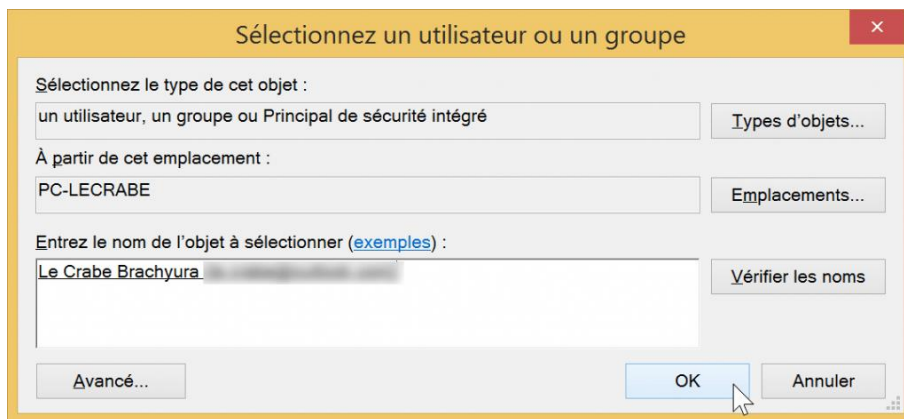 Sélectionnez un utilisateur ou un groupe
Sélectionnez le type de cet objet :
un utilisateur, un groupe ou Principal de sécurité intégré
Types d'objets...
À partir de cet emplacement :
PC-LECRABE
Emplacements...
Entrez le nom de l'objet à sélectionner (exemples) :
Le Crabe Brachyura
Vérifier les noms
Avancé...
OK
Annuler